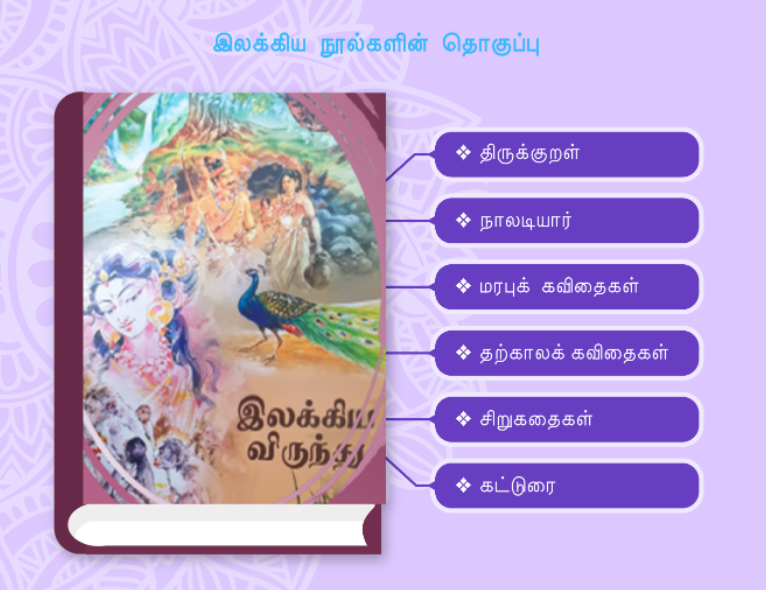 இலக்கிய நூல்களின் தொகுப்பு
இலக்கிய
விருந்து
❖ திருக்குறள்
❖ நாலடியார்
❖ மரபுக் கவிதைகள்
❖ தற்காலக் கவிதைகள்
❖ சிறுகதைகள்
❖ கட்டுரை